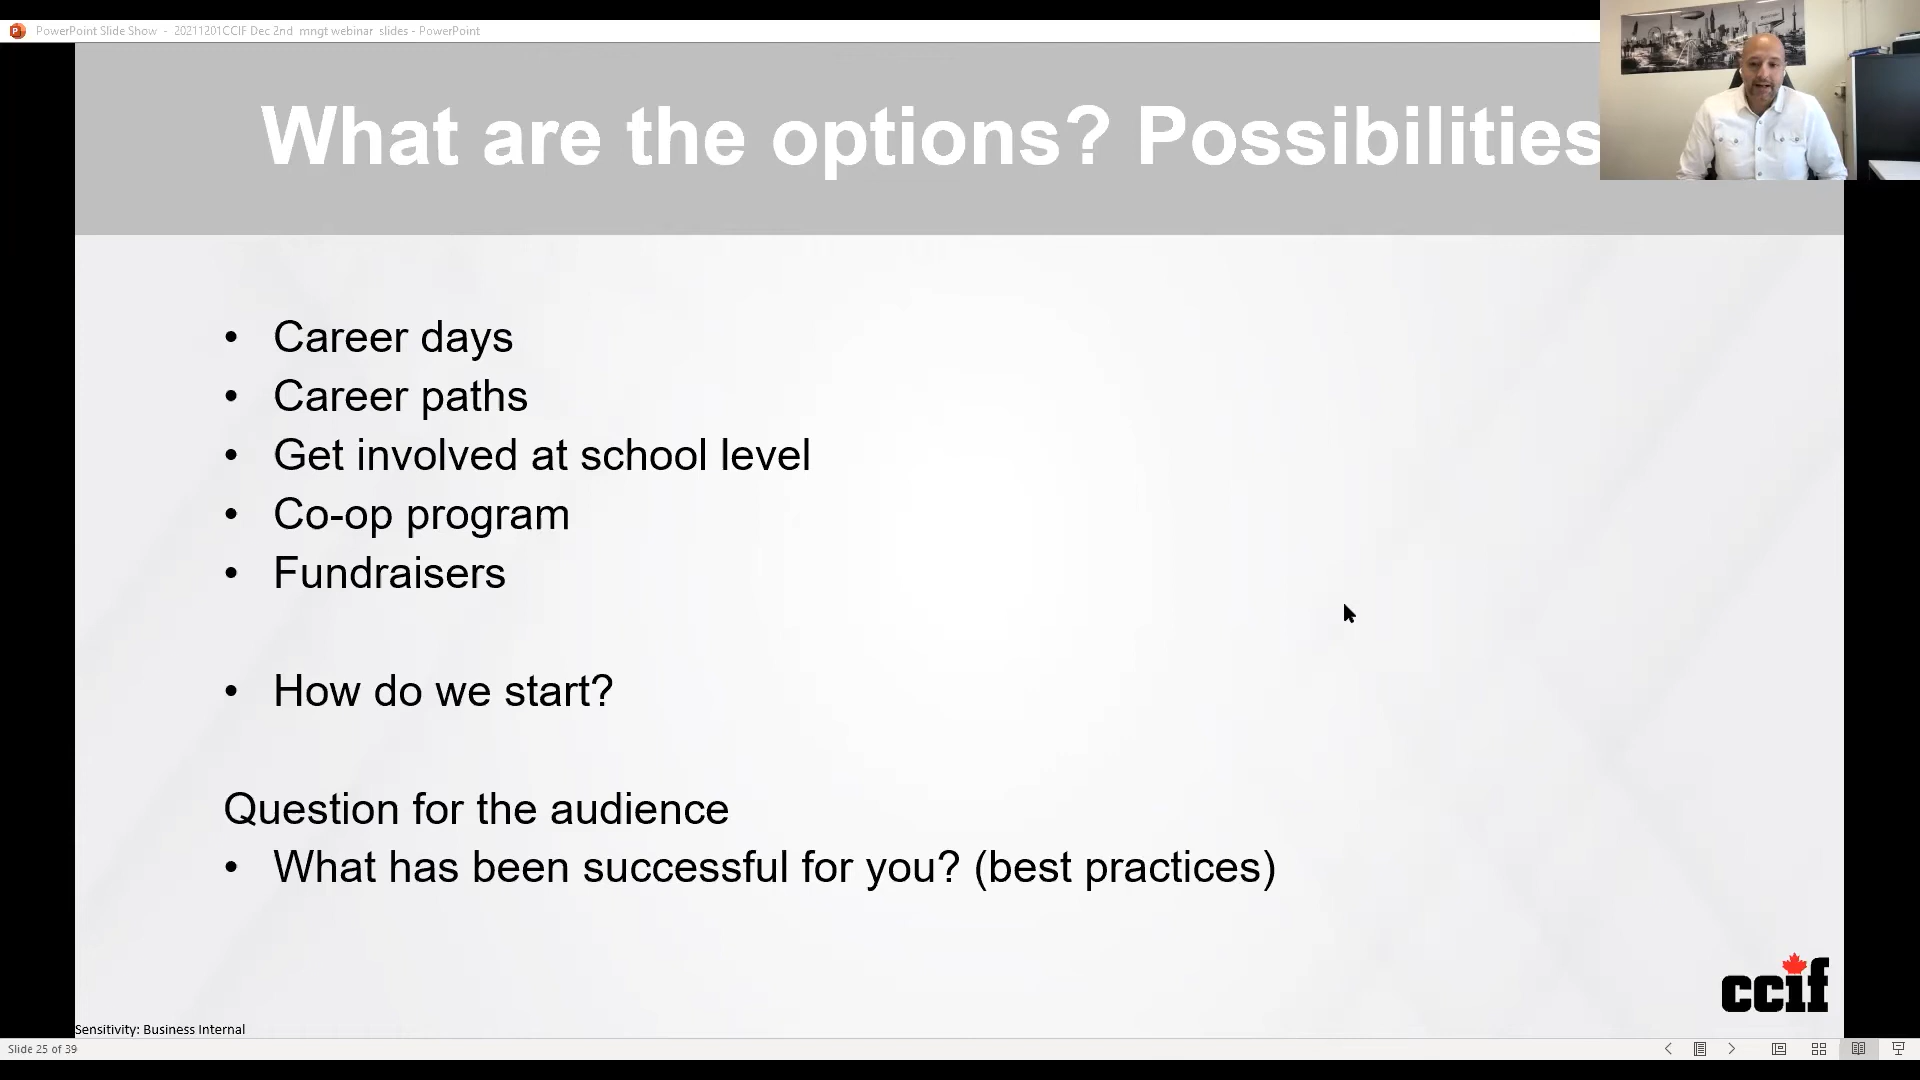 PowerPoint Slide Show - 20211201CCIF Dec 2nd mngt webinar slides - PowerPoint
What are the options? Possibilities
• Career days
• Career paths
• Get involved at school level
• Co-op program
• Fundraisers
• How do we start?
Question for the audience
• What has been successful for you? (best practices)
ccif
Sensitivity: Business Internal
Slide 25 of 39